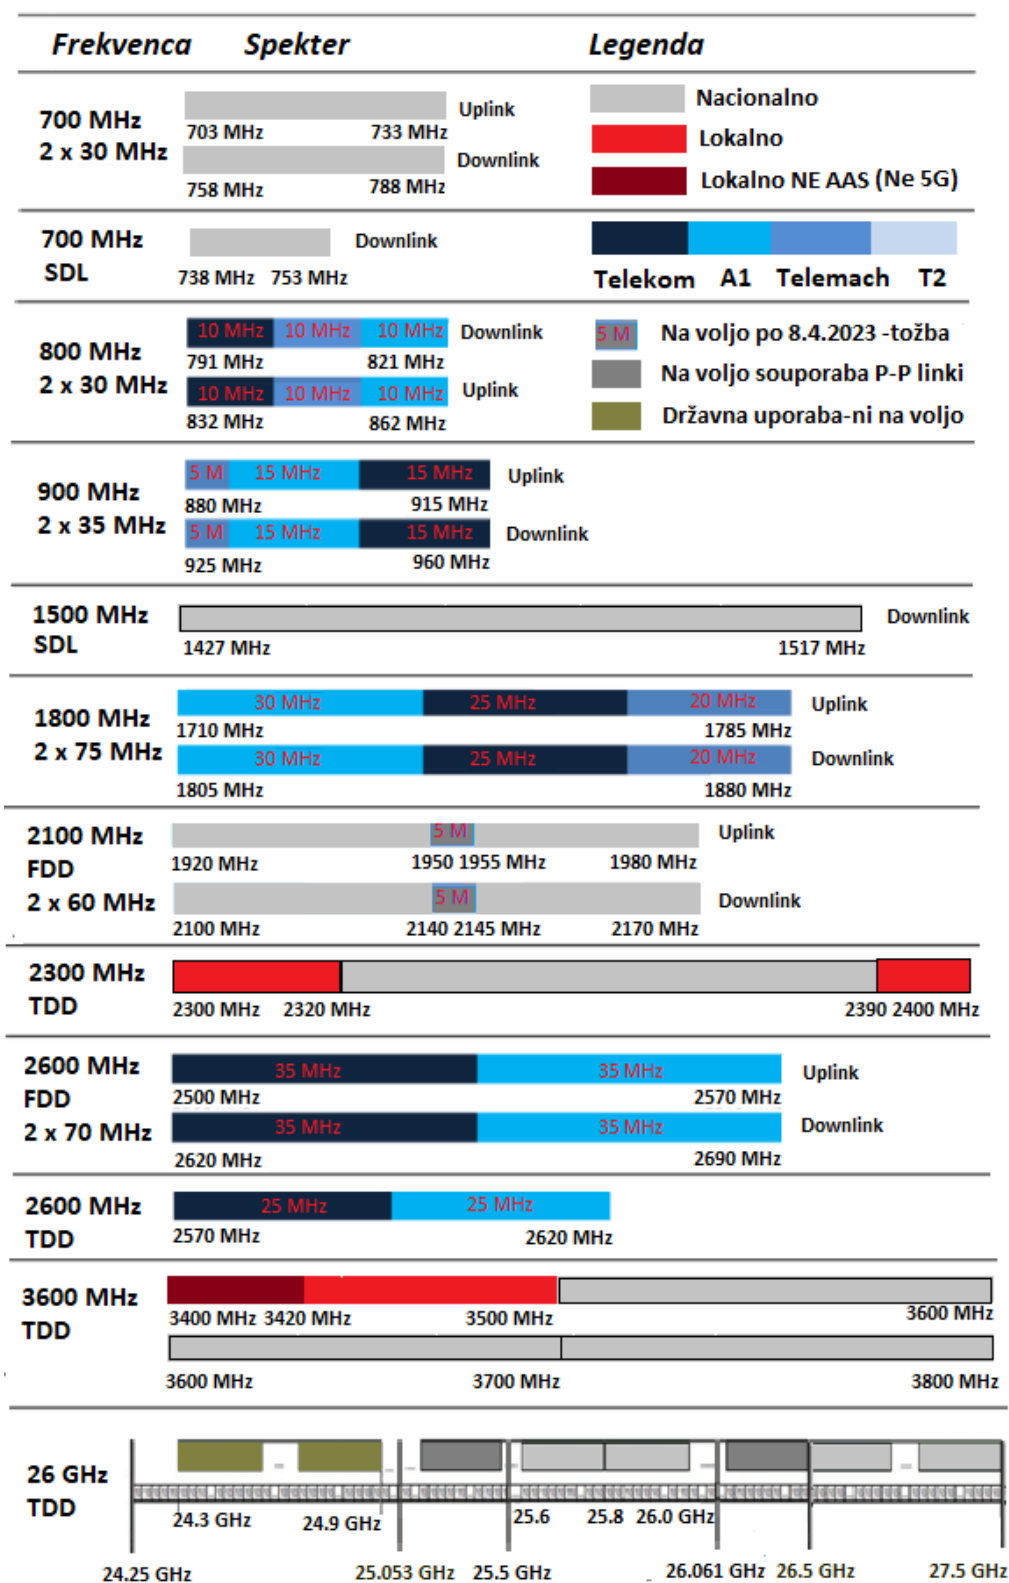 Frekvenca Spekter Legenda
700 MHz
2 x 30 MHz
Uplink
703 MHz 733 MHz
Downlink
758 MHz 788 MHz
Nacionalno
Lokalno
Lokalno NE AAS (Ne 5G)
700 MHz
SDL
Downlink
738 MHz 753 MHz
Telekom A1 Telemach T2
800 MHz
2 x 30 MHz
10 MHz 10 MHz 10 MHz Downlink
791 MHz 821 MHz
10 MHz 10 MHz 10 MHz Uplink
832 MHz 862 MHz
5 M Na voljo po 8.4.2023 -tožba
Na voljo souporaba P-P linki
Državna uporaba-ni na voljo
900 MHz
2 x 35 MHz
5 M 15 MHz 15 MHz Uplink
880 MHz 915 MHz
5 M 15 MHz 15 MHz Downlink
925 MHz 960 MHz
1500 MHz
SDL
Downlink
1427 MHz 1517 MHz
1800 MHz
2 x 75 MHz
30 MHz 25 MHz 20 MHz Uplink
1710 MHz 1785 MHz
30 MHz 25 MHz 20 MHz Downlink
1805 MHz 1880 MHz
2100 MHz
FDD
2 x 60 MHz
5 M Uplink
1920 MHz 1950 1955 MHz 1980 MHz
5 M Downlink
2100 MHz 2140 2145 MHz 2170 MHz
2300 MHz
TDD
2300 MHz 2320 MHz 2390 2400 MHz
2600 MHz
FDD
2 x 70 MHz
35 MHz 35 MHz Uplink
2500 MHz 2570 MHz
35 MHz 35 MHz Downlink
2620 MHz 2690 MHz
2600 MHz
TDD
25 MHz 25 MHz
2570 MHz 2620 MHz
3600 MHz
TDD
3400 MHz 3420 MHz 3500 MHz 3600 MHz
3600 MHz 3700 MHz 3800 MHz
26 GHz
TDD
24.3 GHz 24.9 GHz 25.6 25.8 26.0 GHz
24.25 GHz 25.053 GHz 25.5 GHz 26.061 GHz 26.5 GHz 27.5 GHz